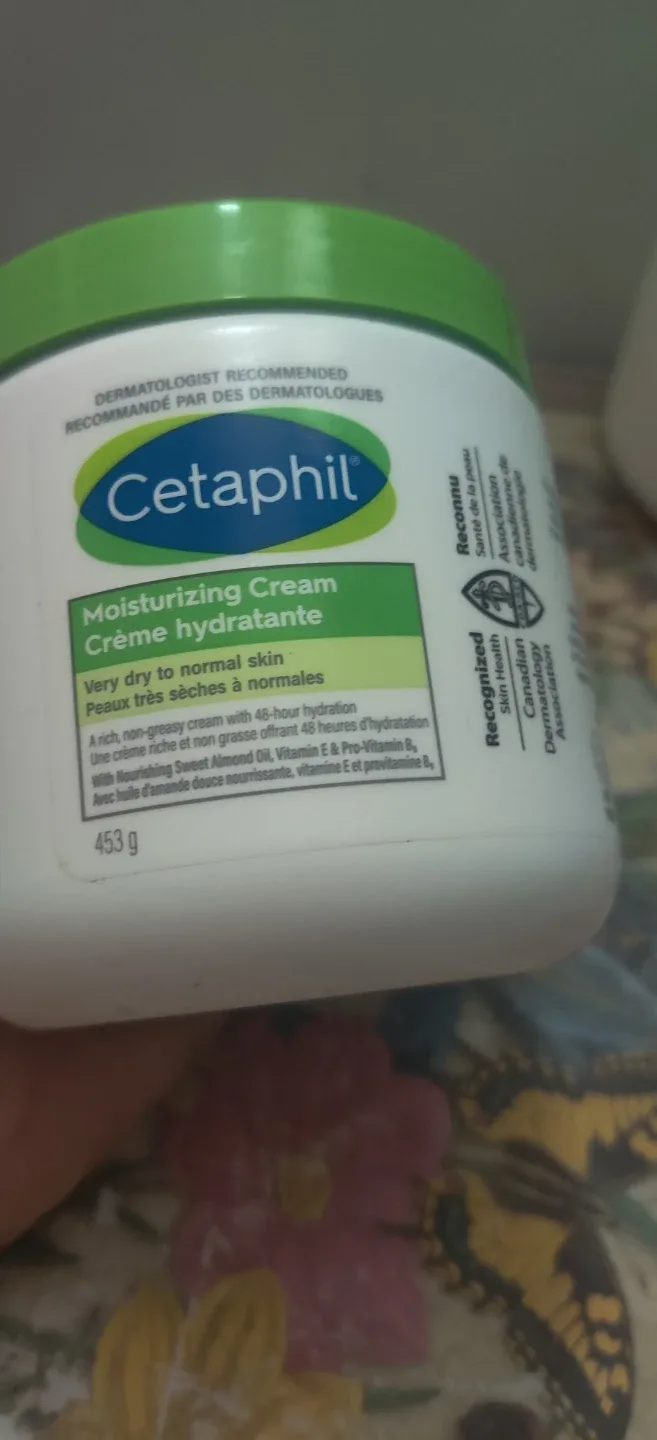 DERMATOLOGIST RECOMMENDED
RECOMMANDÉ PAR DES DERMATOLOGUES
Cetaphil®
Moisturizing Cream
Crème hydratante
Very dry to normal skin
Peaux très sèches à normales
A rich, non-greasy cream with 48-hour hydration
Une crème riche et non grasse offrant 48 heures d'hydratation
With Nourishing Sweet Almond Oil, Vitamin E & Pro-Vitamin B₅
Avec huile d'amande douce nourrissante, vitamine E et provitamine B₅
453 g
Recognized
Skin Health
Canadian
Dermatology
Association
Reconnu
Santé de la peau
Association
canadienne de
dermatologie